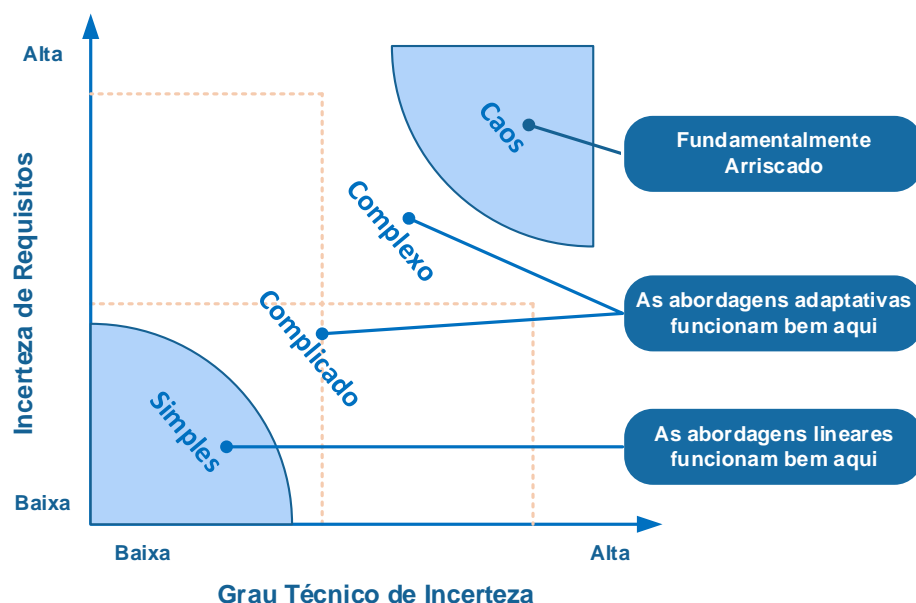 Alta
Incerteza de Requisitos
Baixa
Baixa
Alta
Grau Técnico de Incerteza
Caos
Complexo
Complicado
Simples
Fundamentalmente
Arriscado
As abordagens adaptativas
funcionam bem aqui
As abordagens lineares
funcionam bem aqui